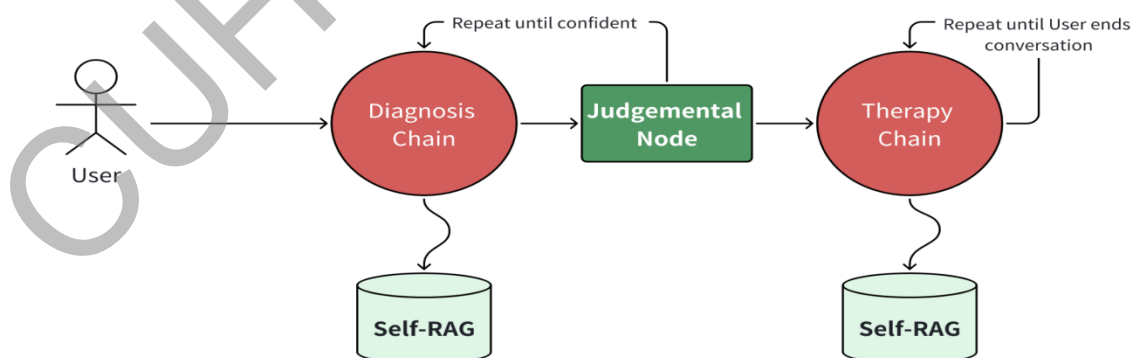 Repeat until confident
Repeat until User ends
conversation
User
Diagnosis
Chain
Judgemental
Node
Therapy
Chain
Self-RAG
Self-RAG
CUH